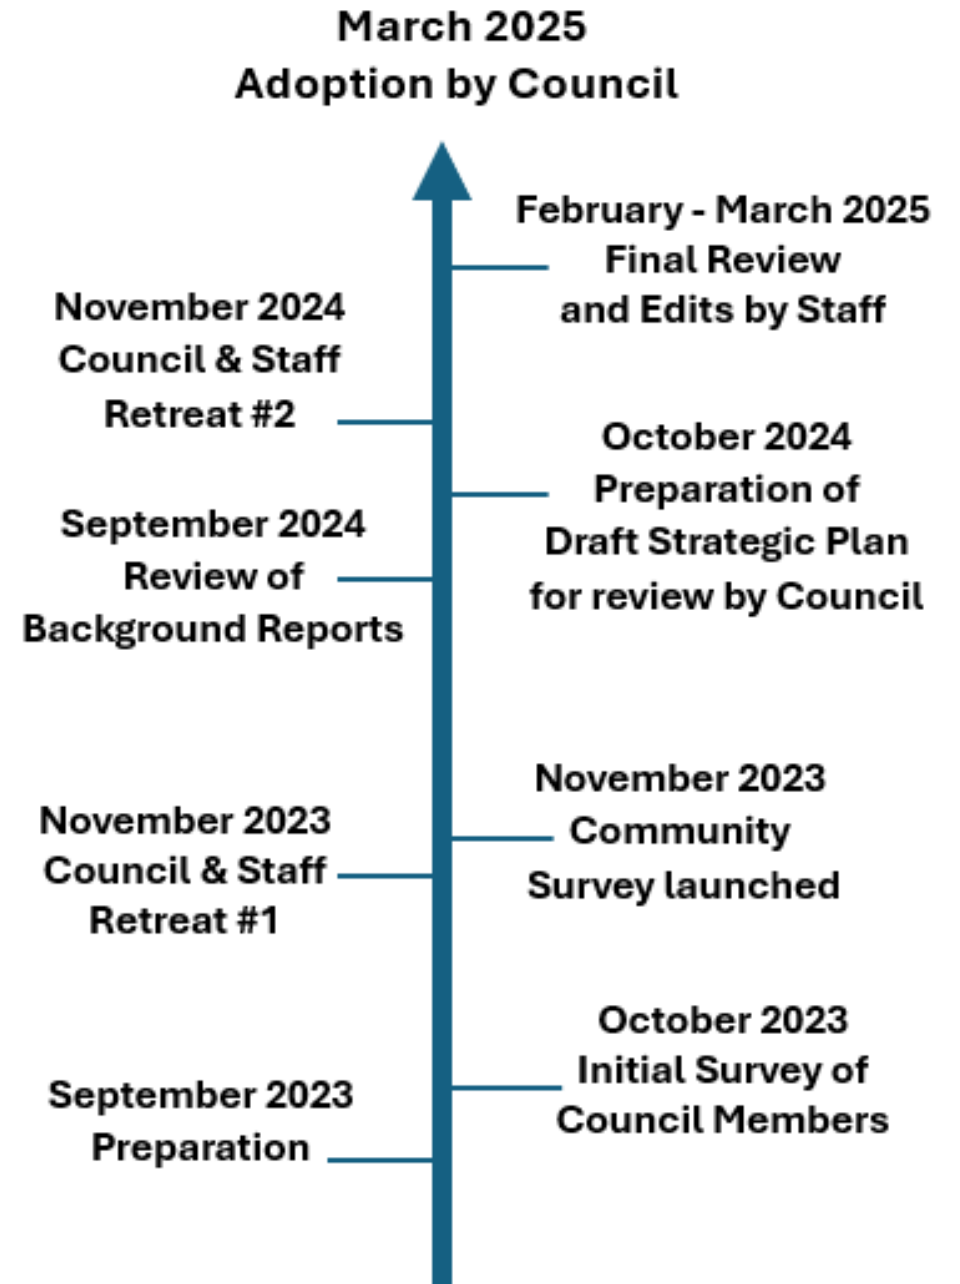 March 2025
Adoption by Council
February - March 2025
Final Review
and Edits by Staff
November 2024
Council & Staff
Retreat #2
October 2024
Preparation of
Draft Strategic Plan
for review by Council
September 2024
Review of
Background Reports
November 2023
Community
Survey launched
November 2023
Council & Staff
Retreat #1
October 2023
Initial Survey of
Council Members
September 2023
Preparation